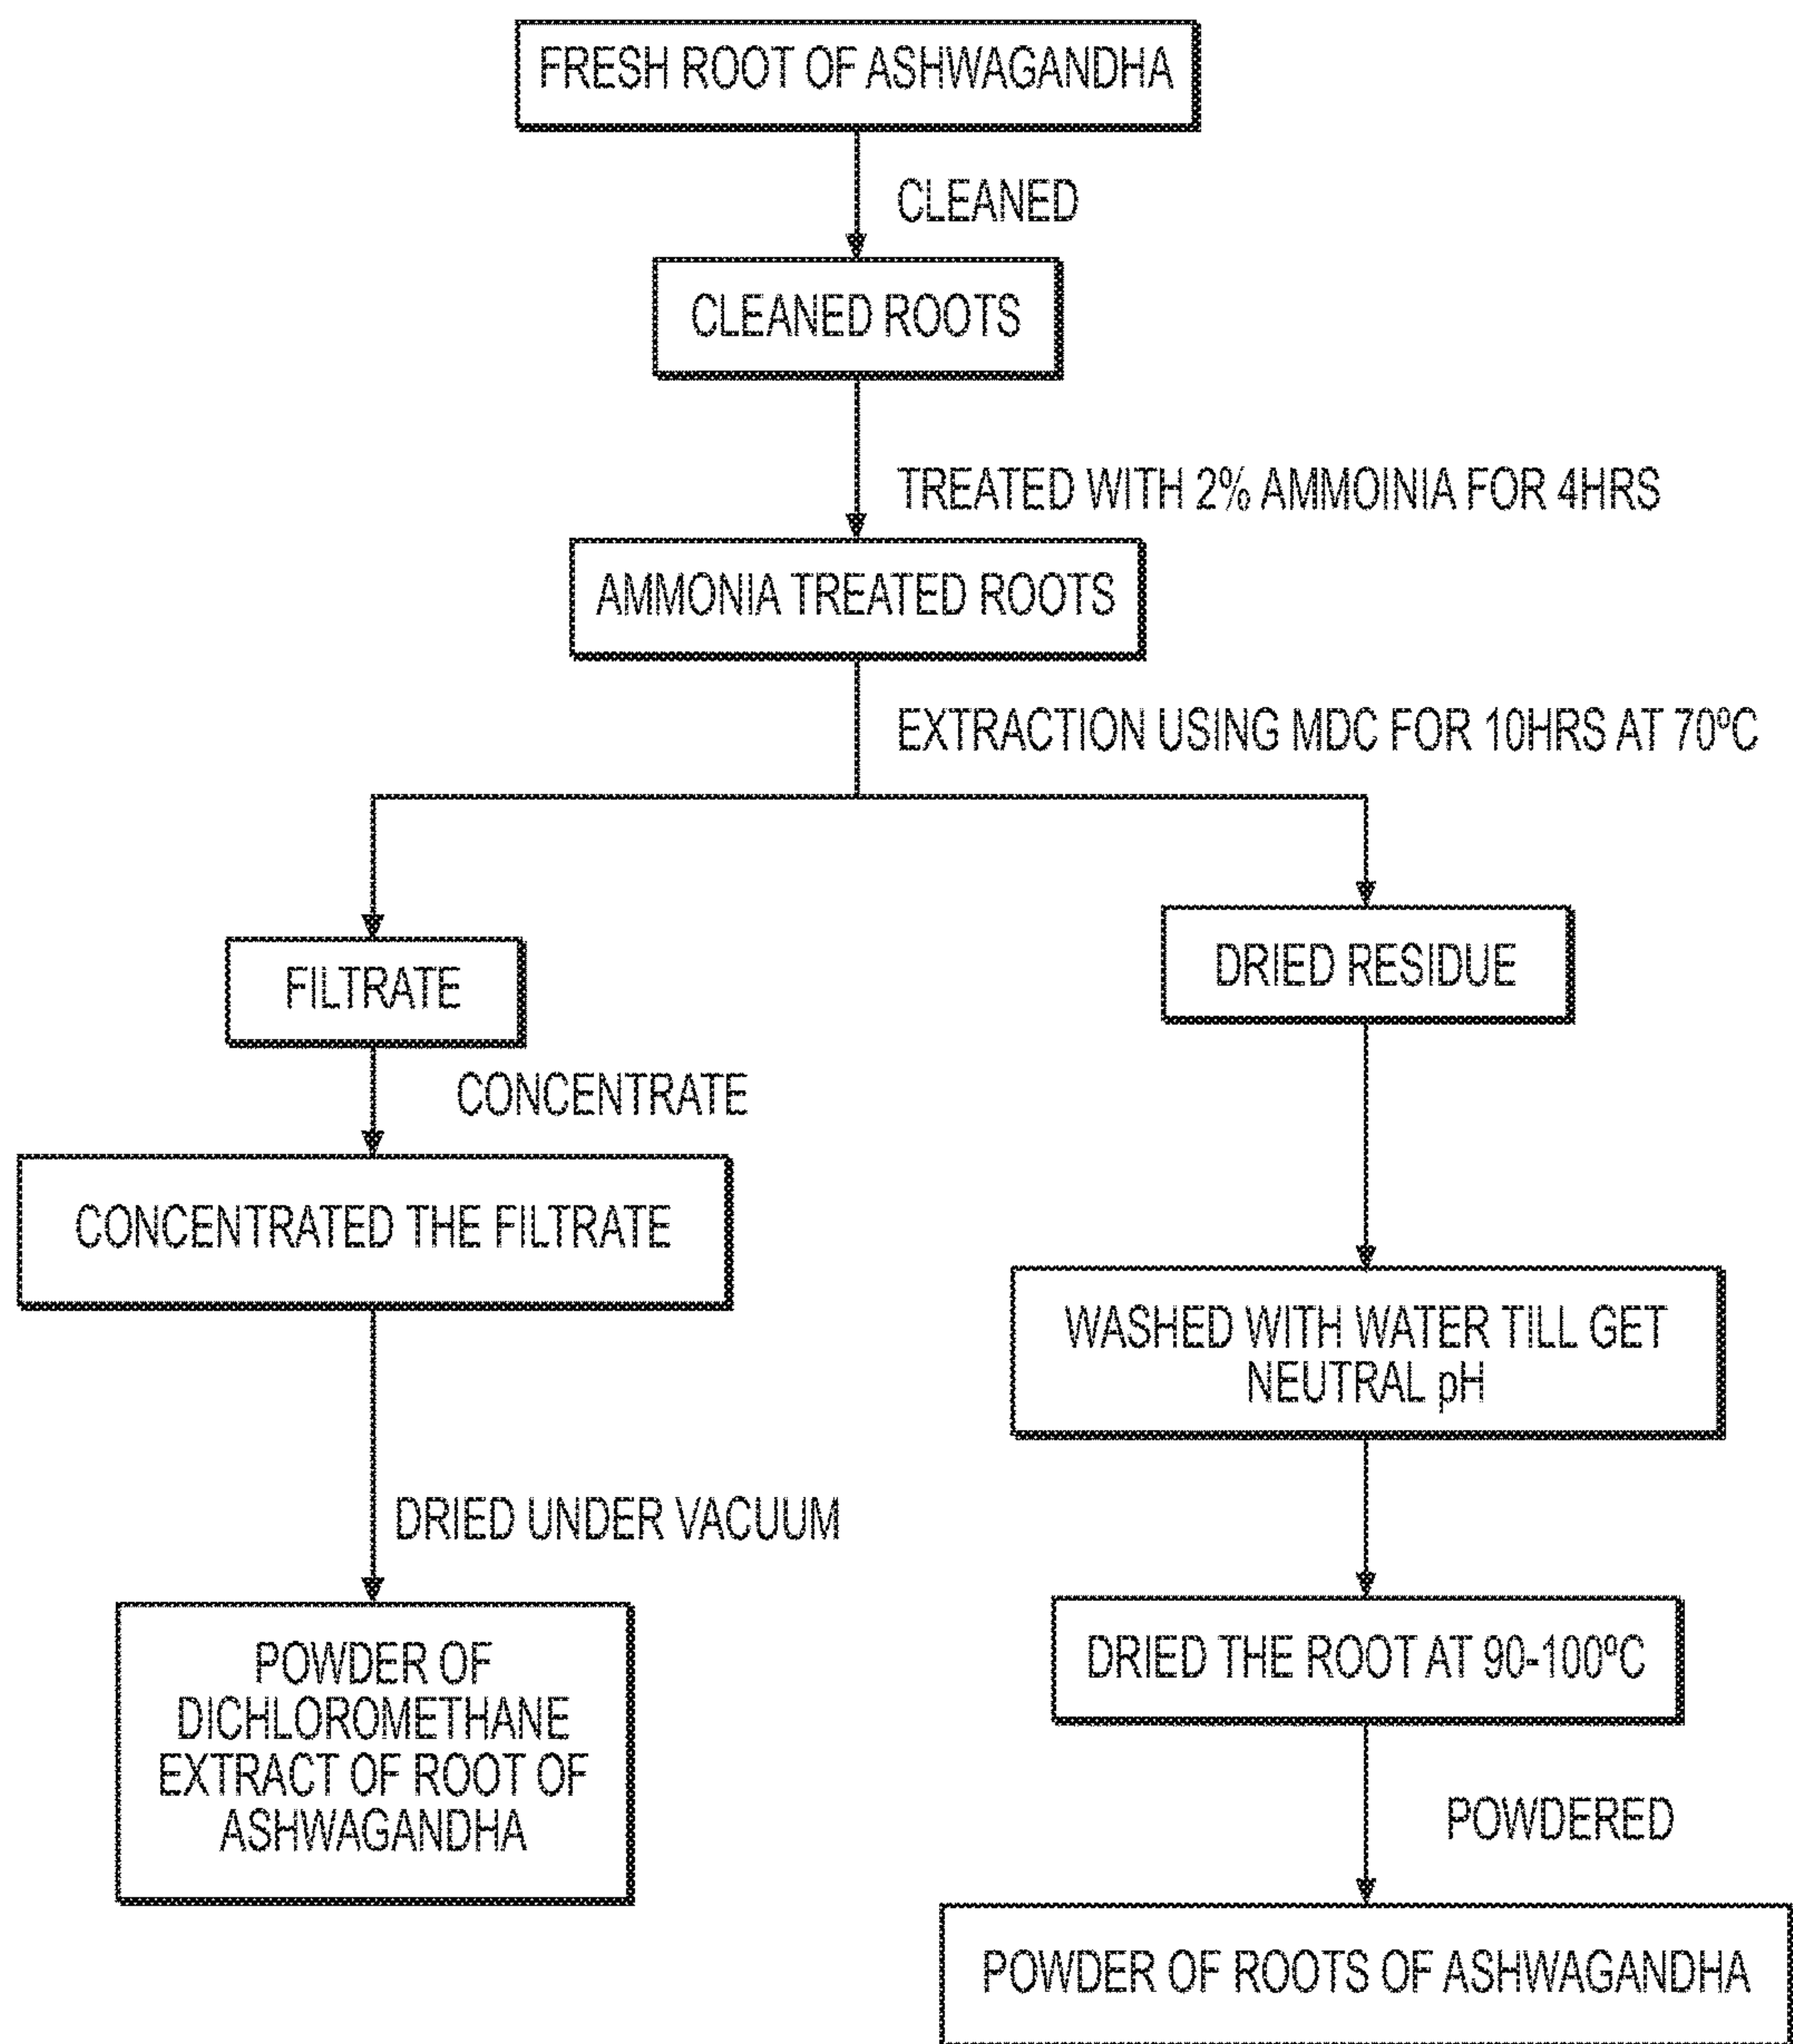 FRESH ROOT OF ASHWAGANDHA
CLEANED
CLEANED ROOTS
TREATED WITH 2% AMMOINIA FOR 4HRS
AMMONIA TREATED ROOTS
EXTRACTION USING MDC FOR 10HRS AT 70ºC
FILTRATE
CONCENTRATE
CONCENTRATED THE FILTRATE
DRIED UNDER VACUUM
POWDER OF
DICHLOROMETHANE
EXTRACT OF ROOT OF
ASHWAGANDHA
DRIED RESIDUE
WASHED WITH WATER TILL GET
NEUTRAL pH
DRIED THE ROOT AT 90-100ºC
POWDERED
POWDER OF ROOTS OF ASHWAGANDHA